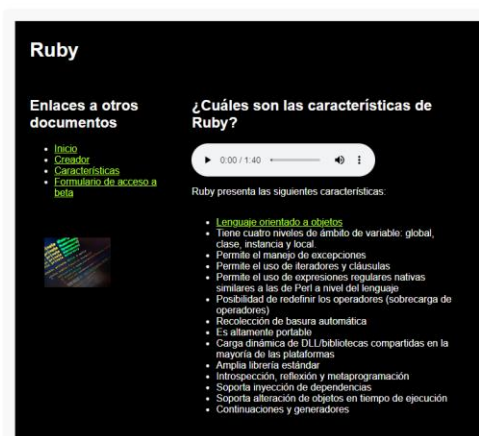 Ruby
Enlaces a otros
documentos
Inicio
Creador
Características
Formulario de acceso a
beta
¿Cuáles son las características de
Ruby?
0:00 / 1:40
Ruby presenta las siguientes características:
Lenguaje orientado a objetos
Tiene cuatro niveles de ámbito de variable: global,
clase, instancia y local.
Permite el manejo de excepciones
Permite el uso de iteradores y cláusulas
Permite el uso de expresiones regulares nativas
similares a las de Perl a nivel del lenguaje
Posibilidad de redefinir los operadores (sobrecarga de
operadores)
Recolección de basura automática
Es altamente portable
Carga dinámica de DLL/bibliotecas compartidas en la
mayoría de las plataformas
Amplia librería estándar
Introspección, reflexión y metaprogramación
Soporta inyección de dependencias
Soporta alteración de objetos en tiempo de ejecución
Continuaciones y generadores